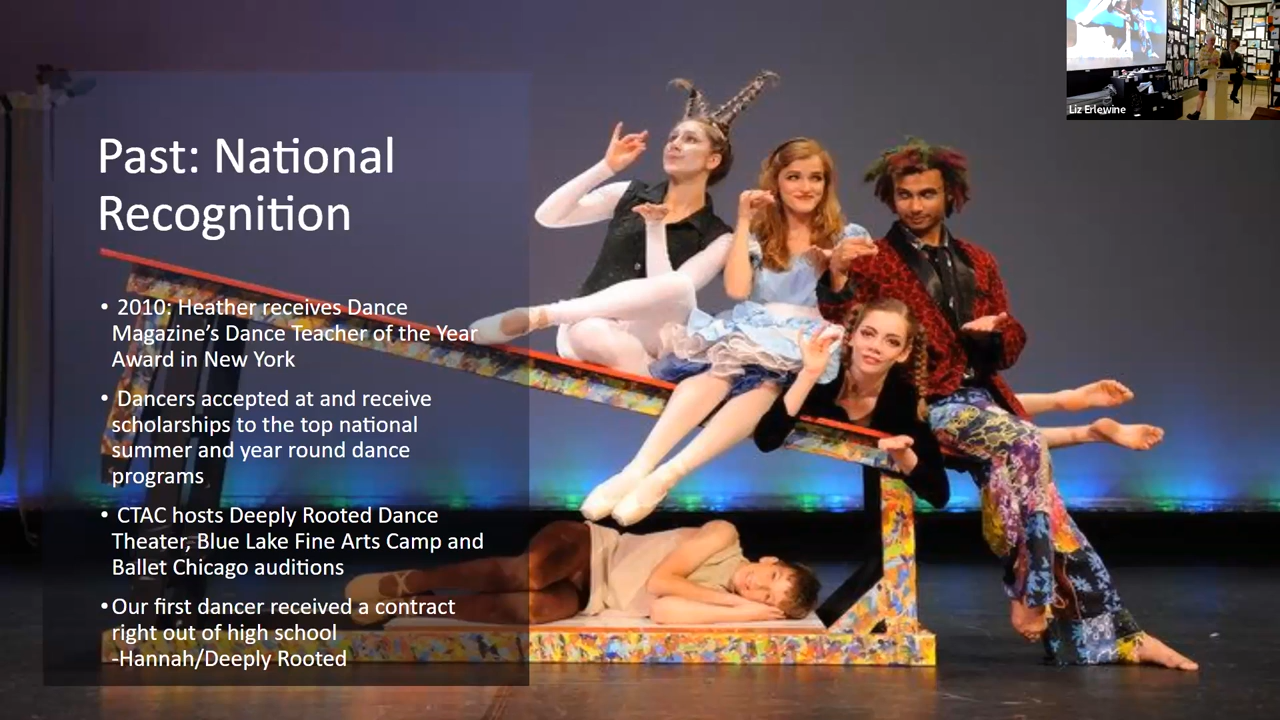 Liz Erlewine
Past: National
Recognition
• 2010: Heather receives Dance
Magazine’s Dance Teacher of the Year
Award in New York
• Dancers accepted at and receive
scholarships to the top national
summer and year round dance
programs
• CTAC hosts Deeply Rooted Dance
Theater, Blue Lake Fine Arts Camp and
Ballet Chicago auditions
• Our first dancer received a contract
right out of high school
-Hannah/Deeply Rooted